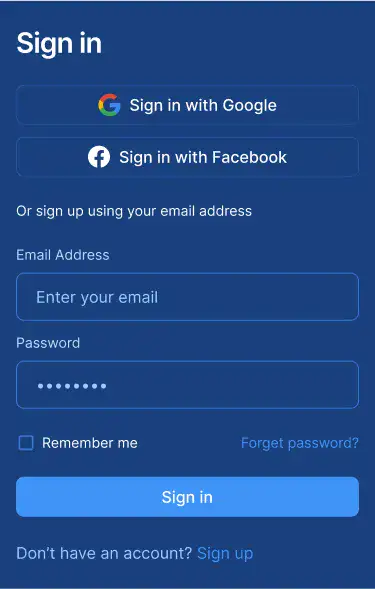 Sign in
Sign in with Google
Sign in with Facebook
Or sign up using your email address
Email Address
Enter your email
Password
••••••••
Remember me Forget password?
Sign in
Don’t have an account? Sign up